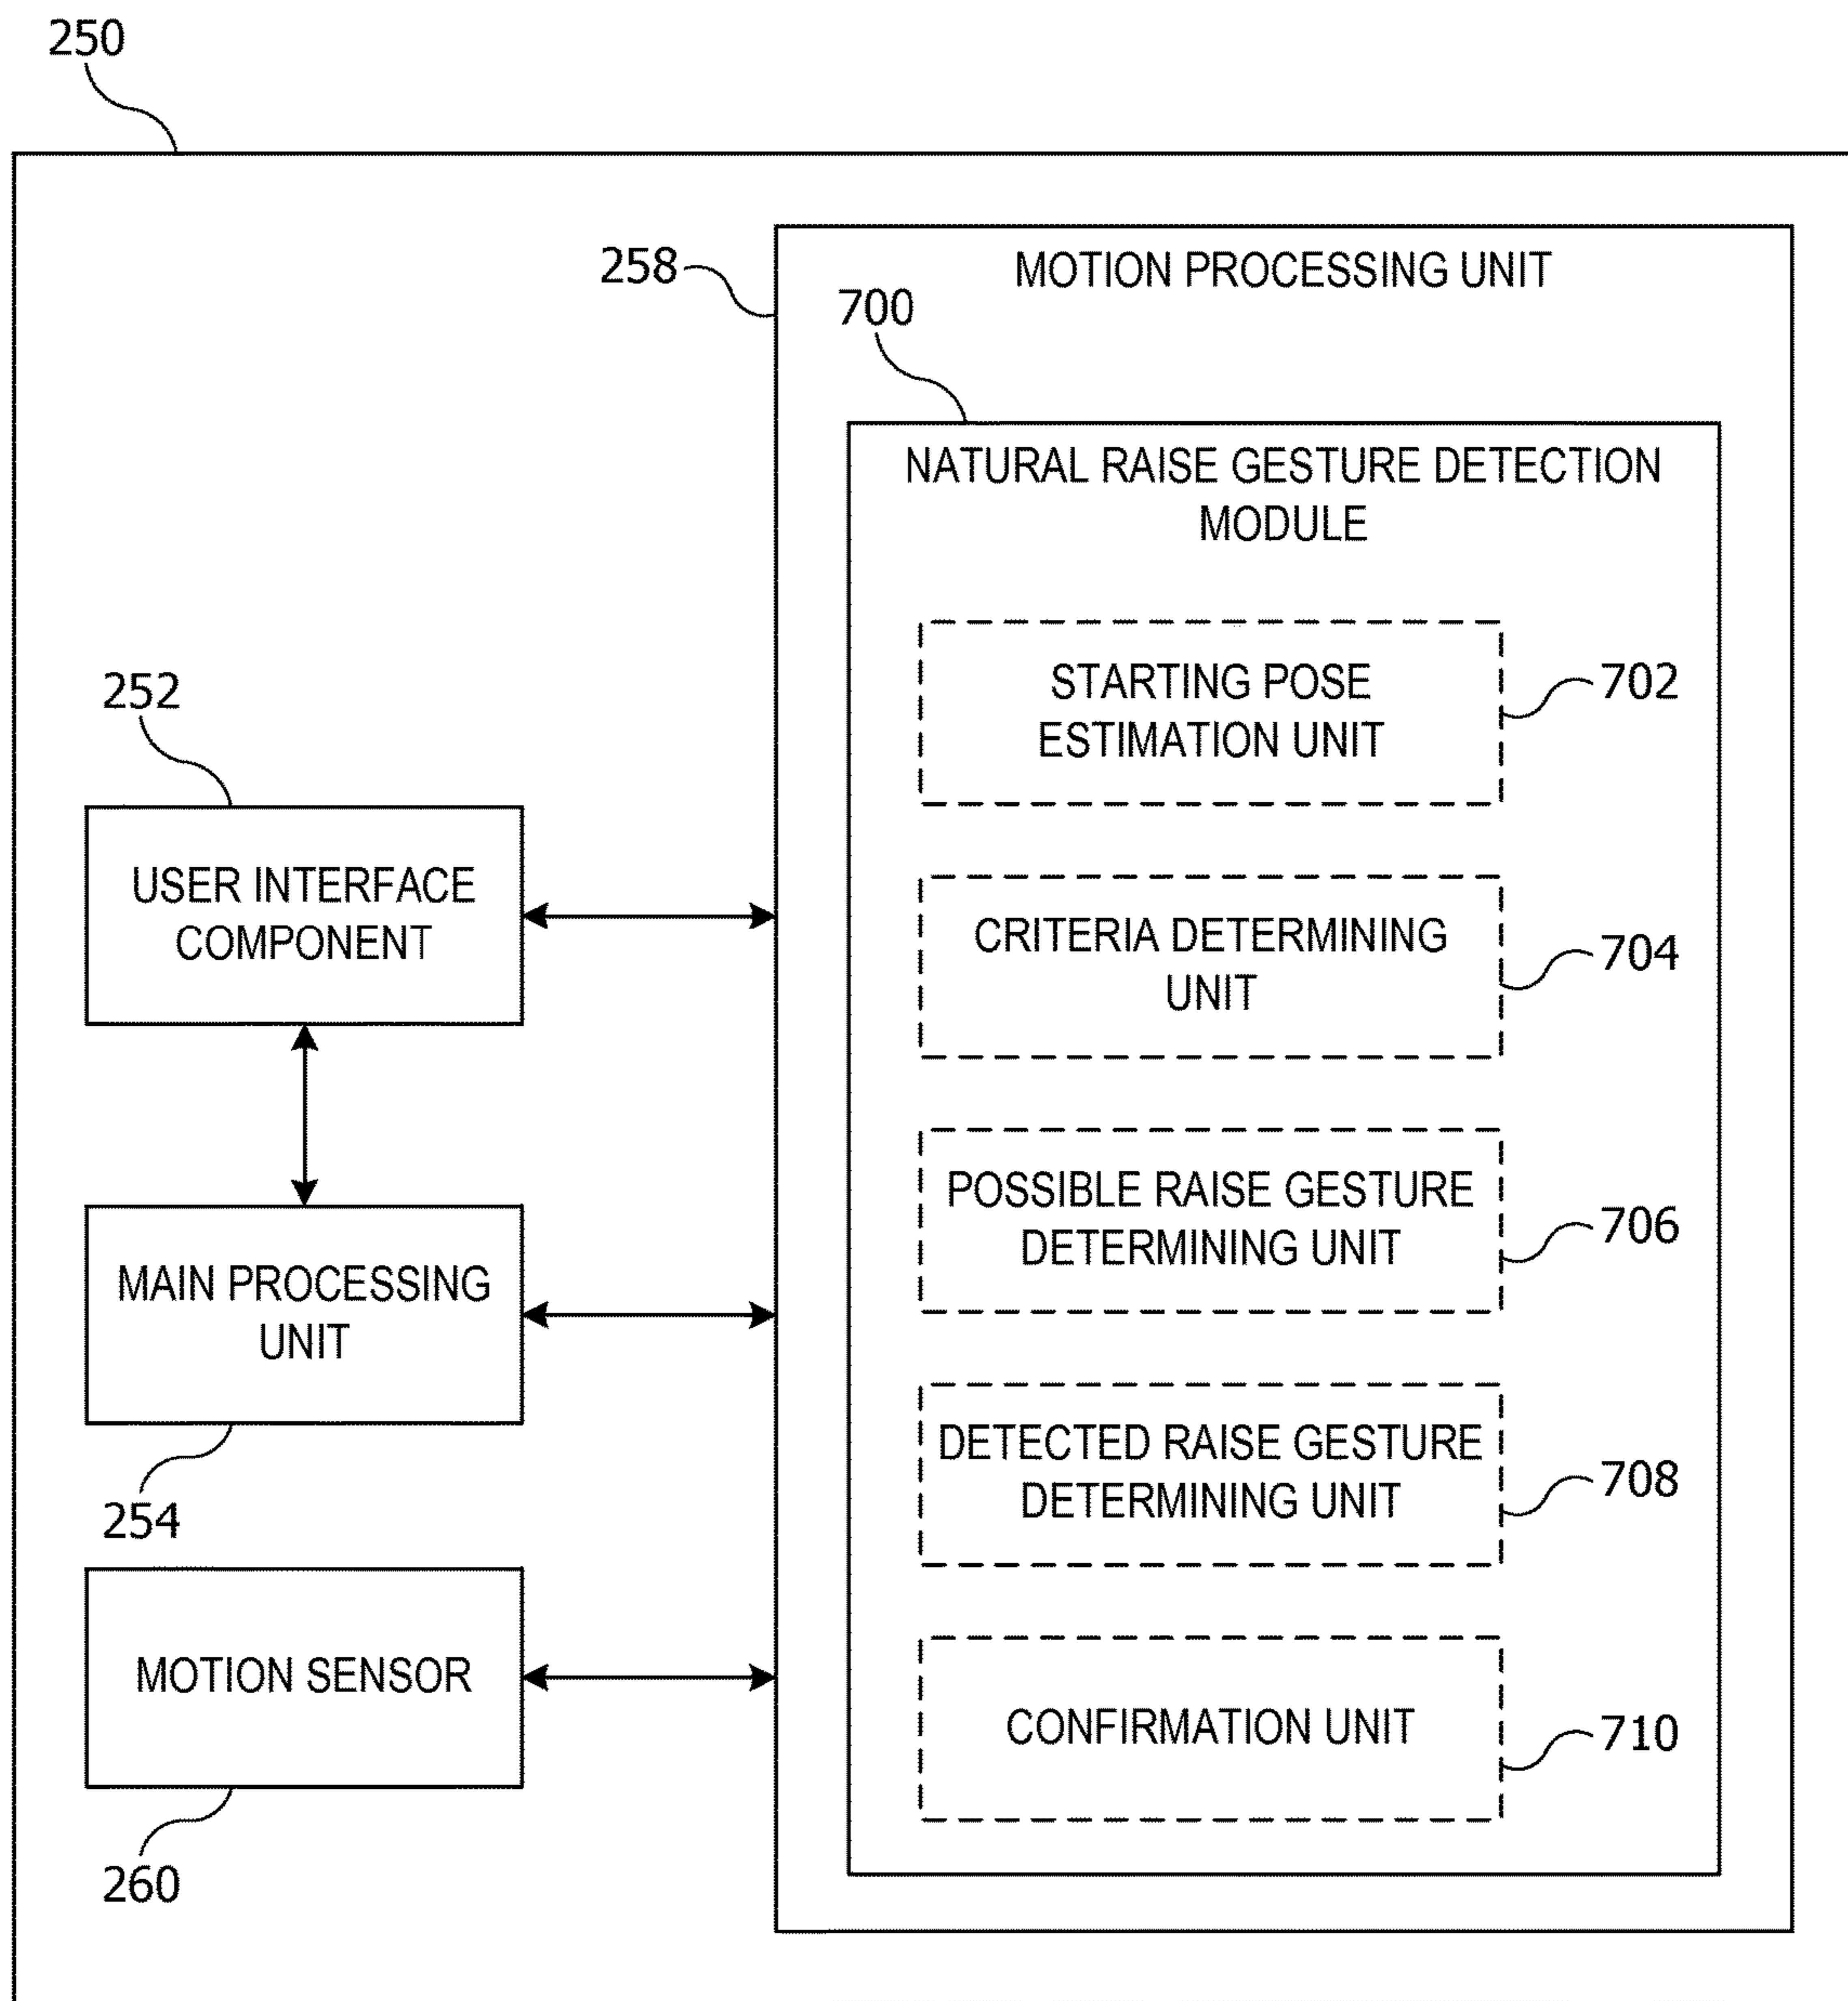 250
258
MOTION PROCESSING UNIT
700
NATURAL RAISE GESTURE DETECTION
MODULE
STARTING POSE
ESTIMATION UNIT
702
252
USER INTERFACE
COMPONENT
CRITERIA DETERMINING
UNIT
704
POSSIBLE RAISE GESTURE
DETERMINING UNIT
706
MAIN PROCESSING
UNIT
254
DETECTED RAISE GESTURE
DETERMINING UNIT
708
MOTION SENSOR
260
CONFIRMATION UNIT
710